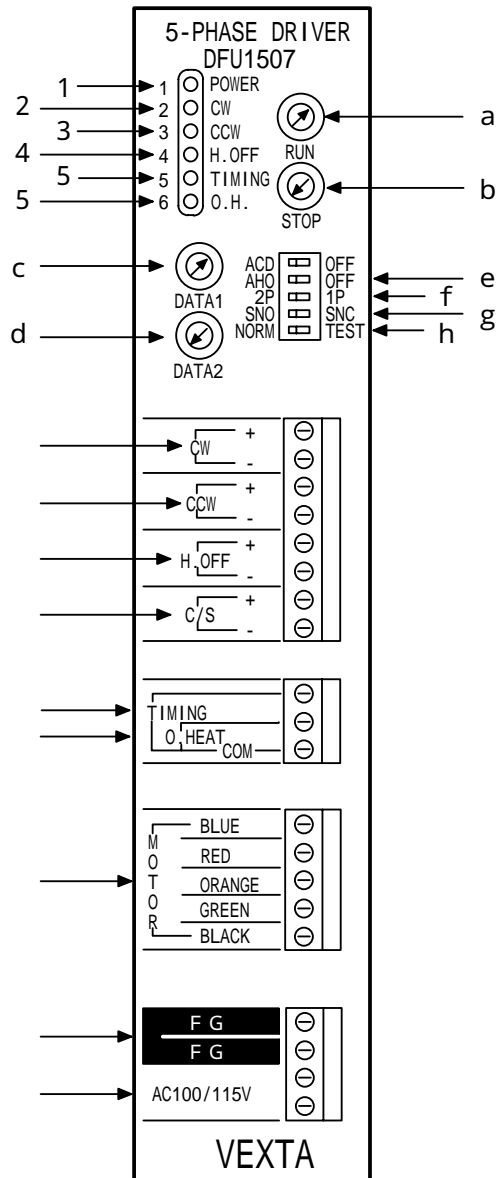 5-PHASE DRIVER
DFU1507
1 1 POWER
2 2 CW
3 3 CCW
4 4 H.OFF
5 5 TIMING
5 6 O.H.
RUN a
STOP b
c DATA1
d DATA2
ACD OFF
AHO OFF e
2P 1P f
SNO SNC g
NORM TEST h
CW + -
CCW + -
H.OFF + -
C/S + -
TIMING
O.HEAT
COM
MOTOR
BLUE
RED
ORANGE
GREEN
BLACK
F G
F G
AC100/115V
VEXTA